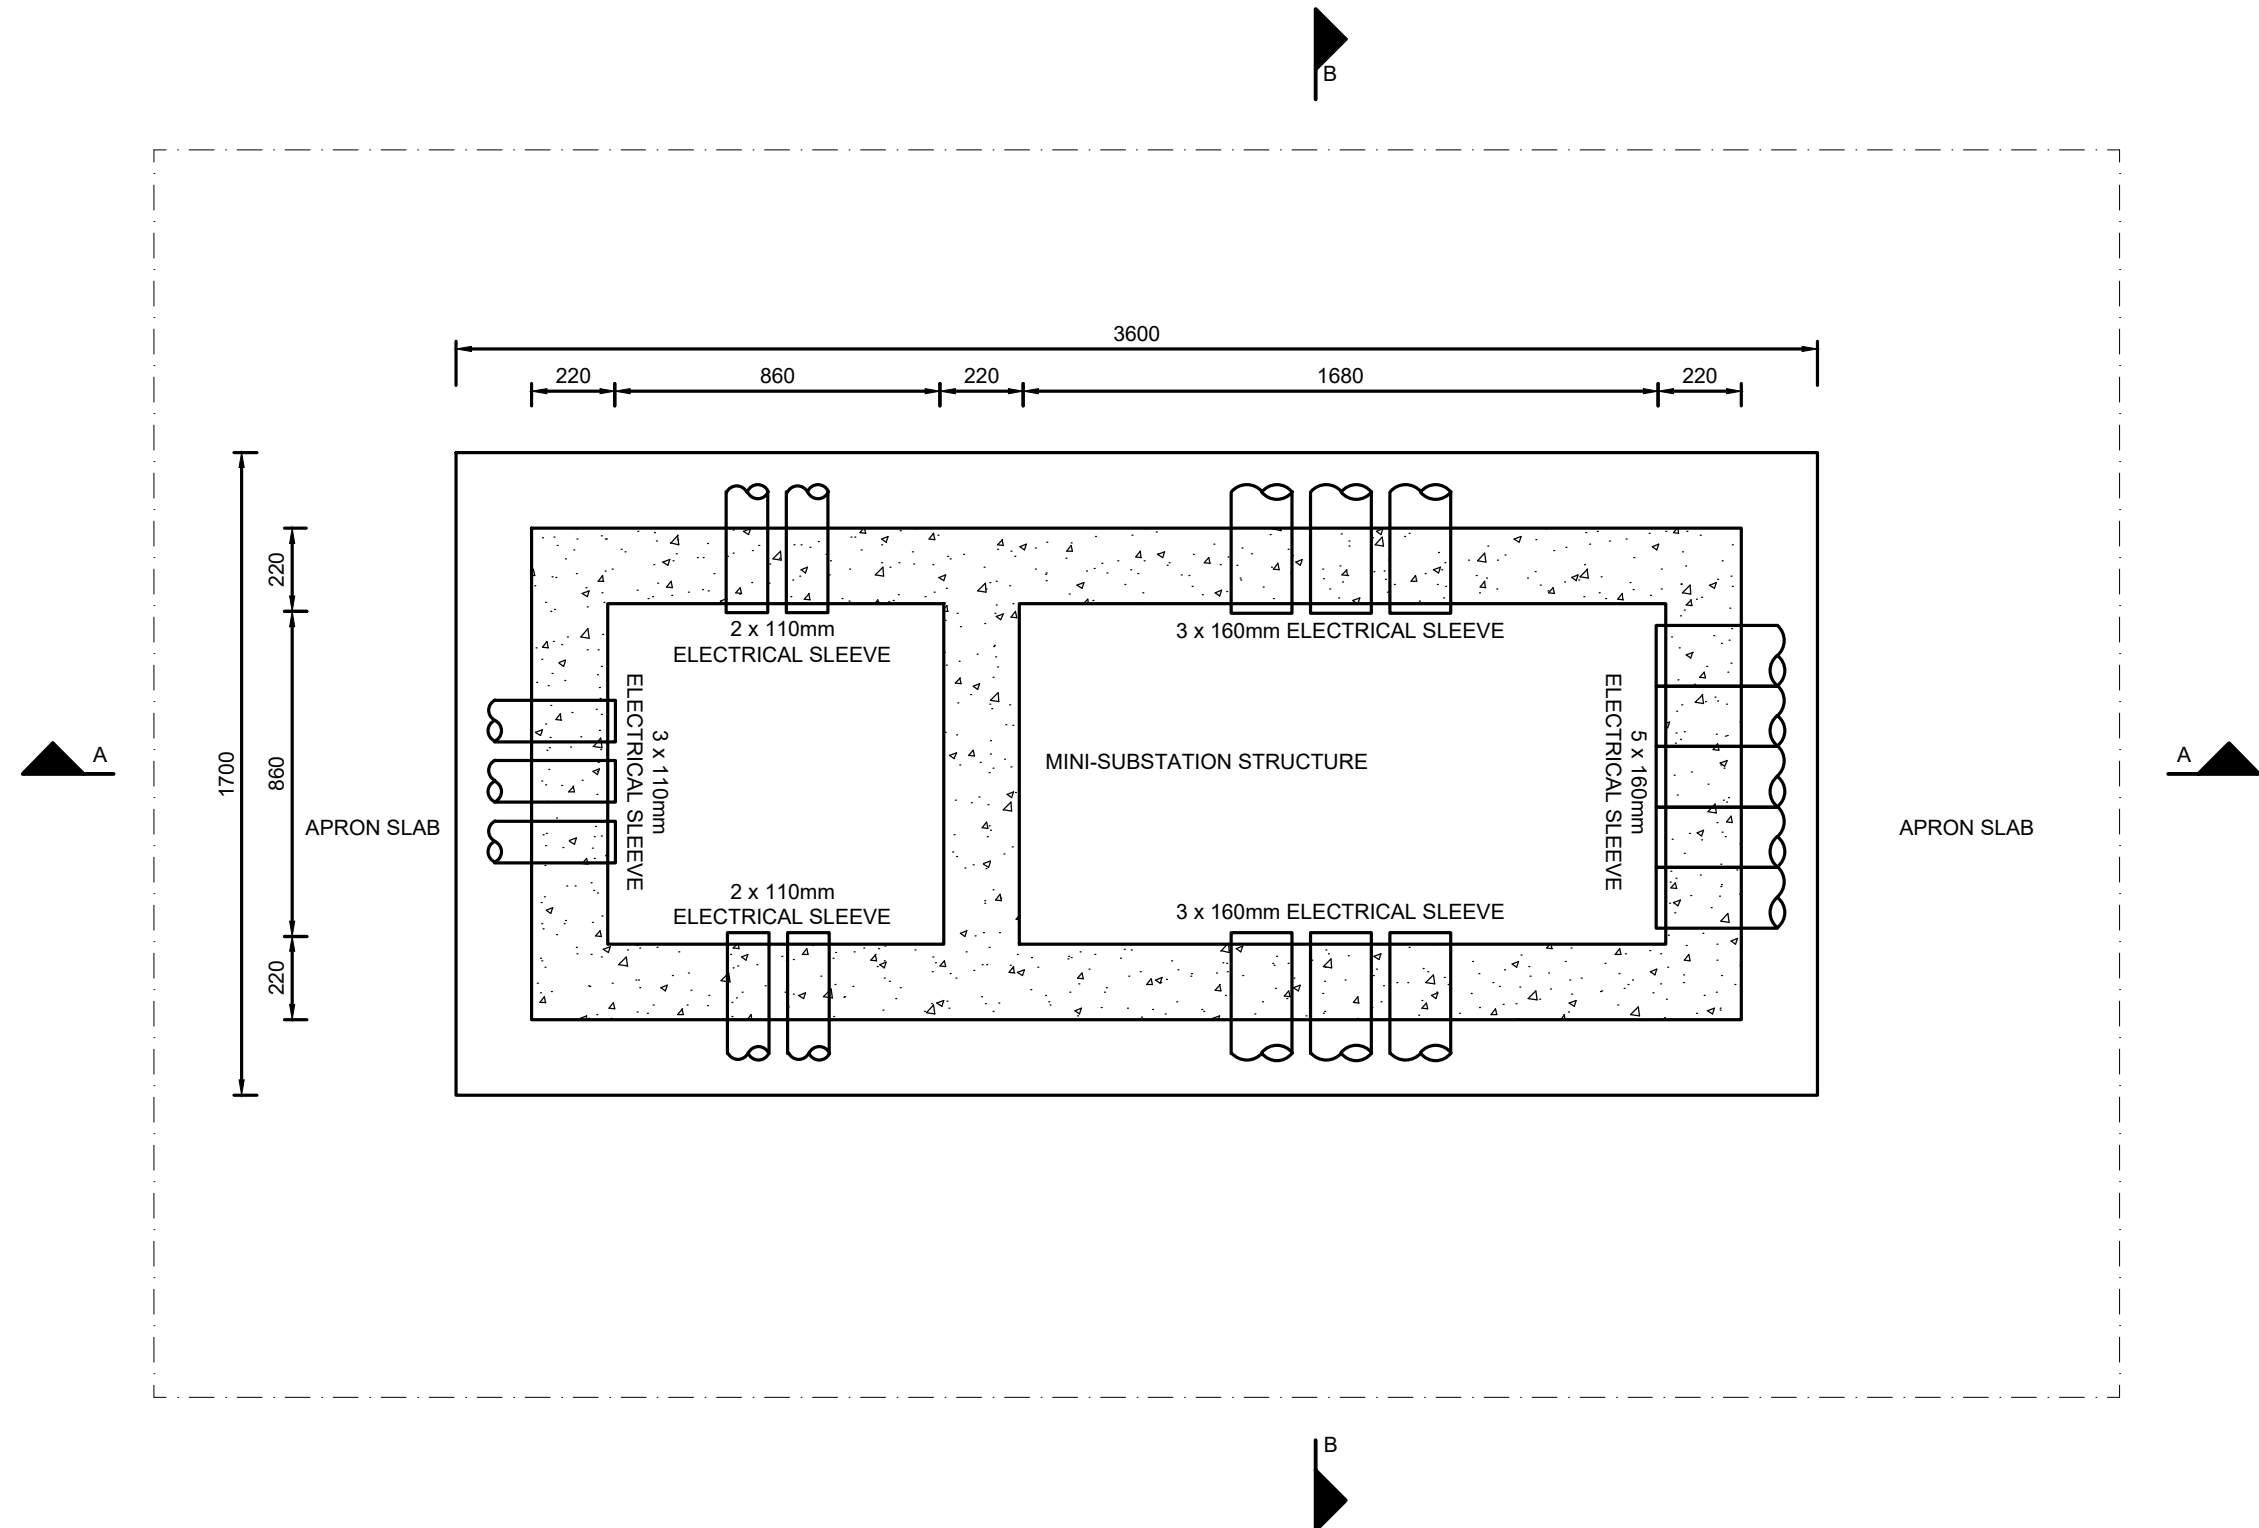 B
3600
220
860
220
1680
220
220
860
220
1700
2 x 110mm
ELECTRICAL SLEEVE
3 x 160mm ELECTRICAL SLEEVE
3 x 110mm
ELECTRICAL SLEEVE
5 x 160mm
ELECTRICAL SLEEVE
A
MINI-SUBSTATION STRUCTURE
A
APRON SLAB
APRON SLAB
2 x 110mm
ELECTRICAL SLEEVE
3 x 160mm ELECTRICAL SLEEVE
B